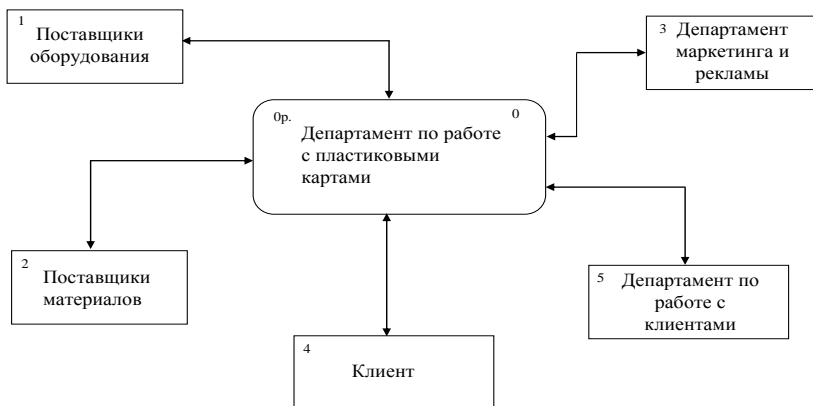 1
Поставщики
оборудования
3 Департамент
маркетинга и
рекламы
0р. 0
Департамент по работе
с пластиковыми
картами
2
Поставщики
материалов
5 Департамент по
работе с
клиентами
4
Клиент